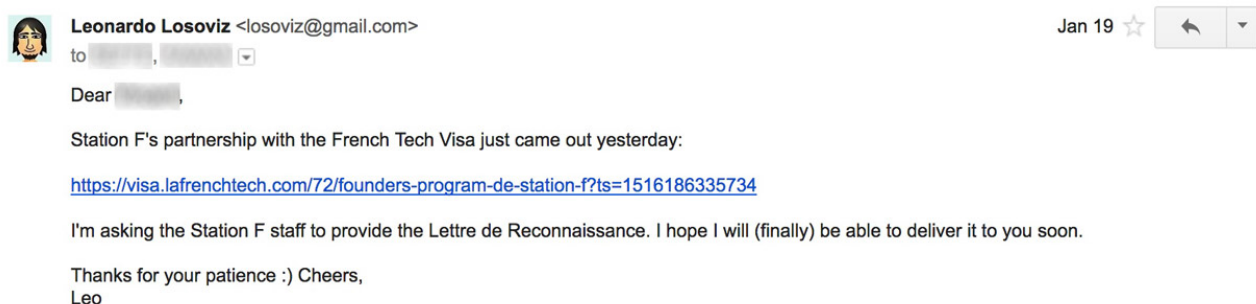 Leonardo Losoviz <losoviz@gmail.com>
Jan 19
to , 
Dear ,
Station F's partnership with the French Tech Visa just came out yesterday:
https://visa.lafrenchtech.com/72/founders-program-de-station-f?ts=1516186335734
I'm asking the Station F staff to provide the Lettre de Reconnaissance. I hope I will (finally) be able to deliver it to you soon.
Thanks for your patience :) Cheers,
Leo